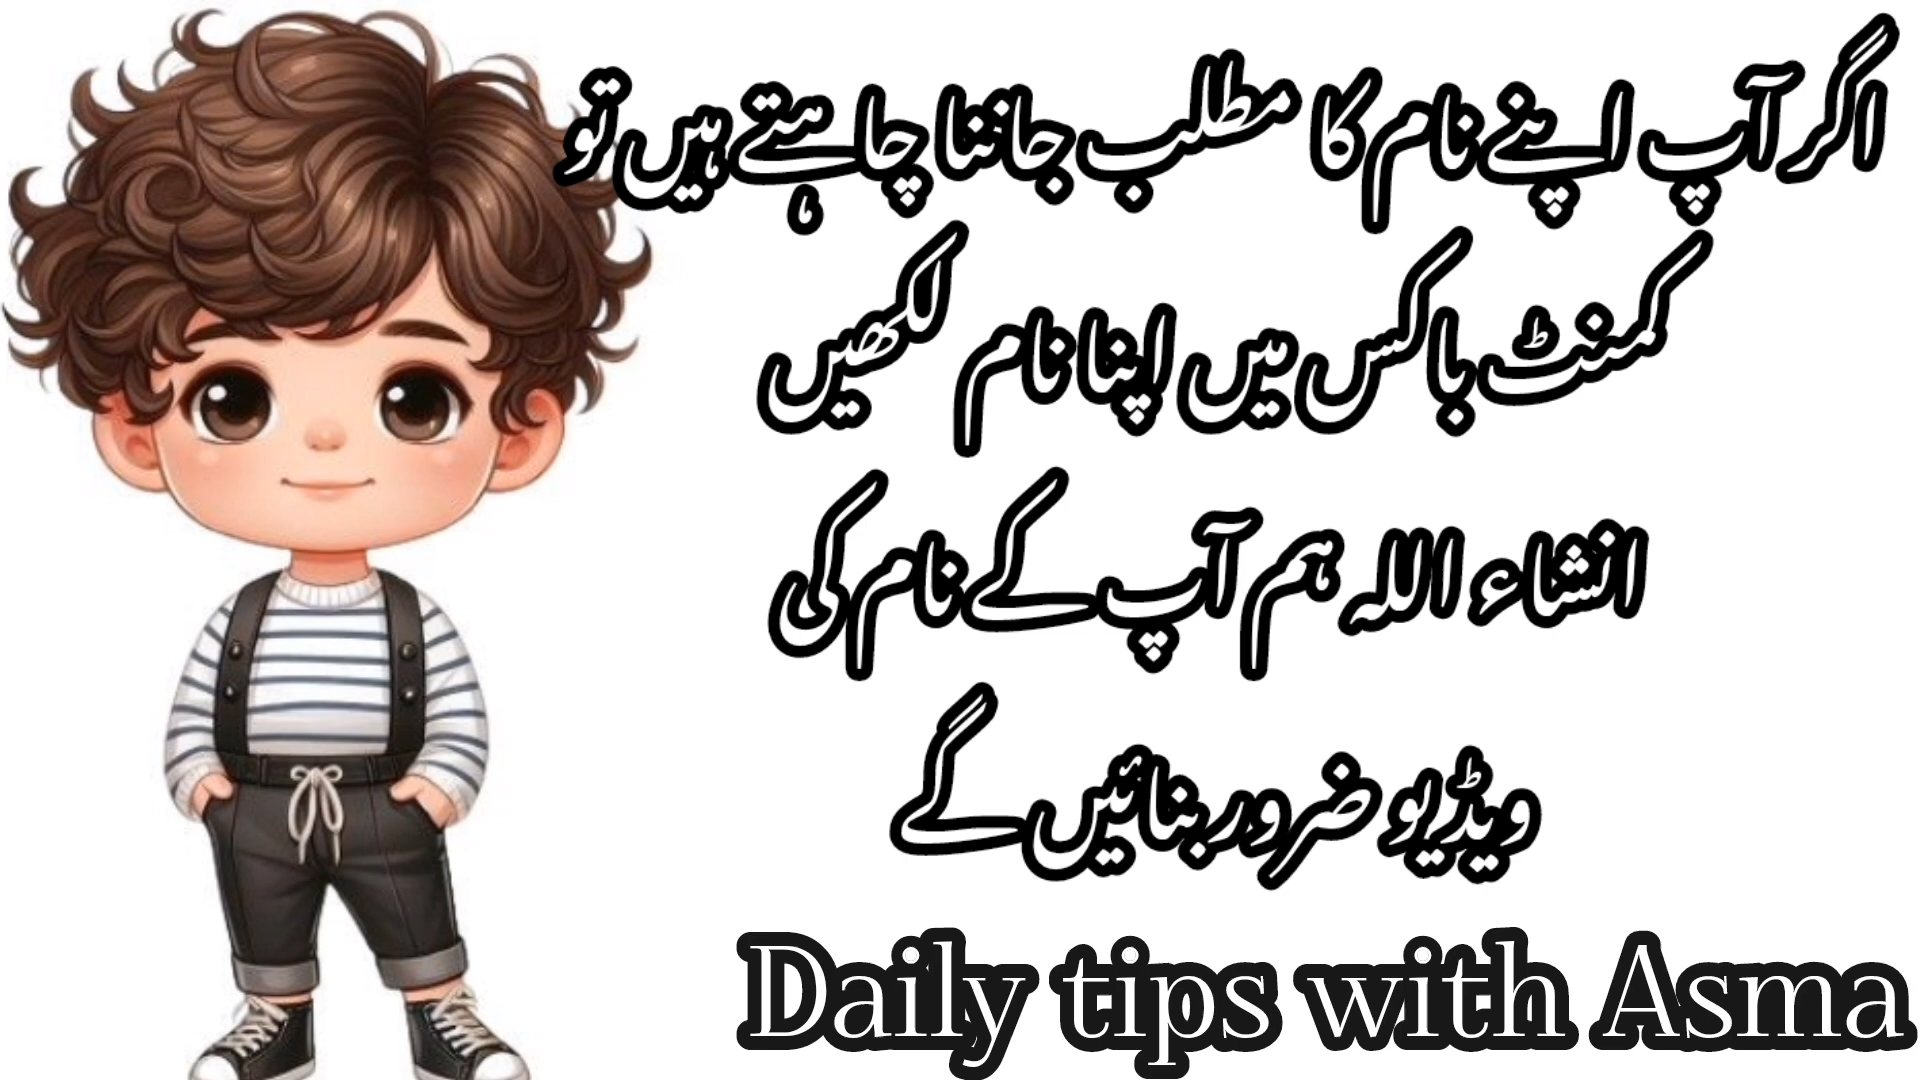 اگر آپ اپنے نام کا مطلب جاننا چاہتے ہیں تو
کمنٹ باکس میں اپنا نام لکھیں
انشاء اللہ ہم آپ کے نام کی
ویڈیو ضرور بنائیں گے
Daily tips with Asma